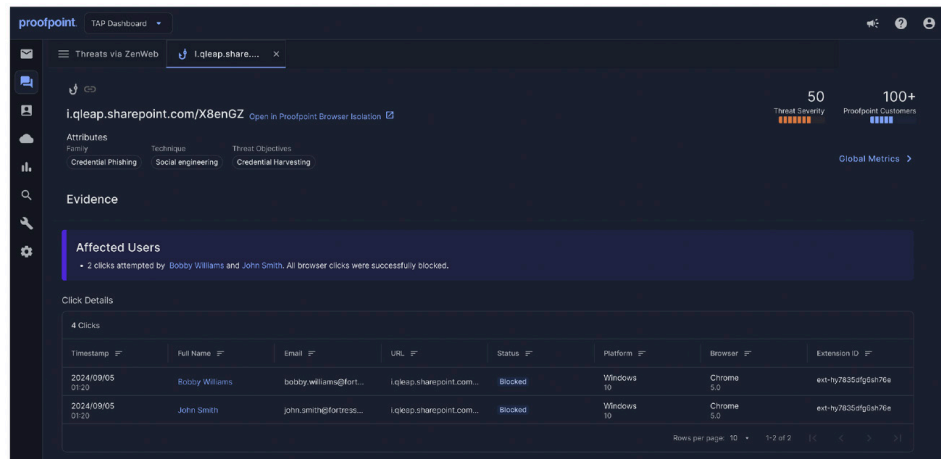 proofpoint. TAP Dashboard
Threats via ZenWeb i.qleap.share....
i.qleap.sharepoint.com/X8enGZ Open in Proofpoint Browser Isolation
50 100+
Threat Severity Proofpoint Customers
Attributes
Family Technique Threat Objectives
Credential Phishing Social engineering Credential Harvesting
Global Metrics
Evidence
Affected Users
• 2 clicks attempted by Bobby Williams and John Smith. All browser clicks were successfully blocked.
Click Details
4 Clicks
Timestamp Full Name Email URL Status Platform Browser Extension ID
2024/09/05 Bobby Williams bobby.williams@fort... i.qleap.sharepoint.com... Blocked Windows Chrome ext-hy7835dfg6sh76e
01:20 10 5.0
2024/09/05 John Smith john.smith@fortress... i.qleap.sharepoint.com... Blocked Windows Chrome ext-hy7835dfg6sh76e
01:20 10 5.0
Rows per page: 10 1-2 of 2